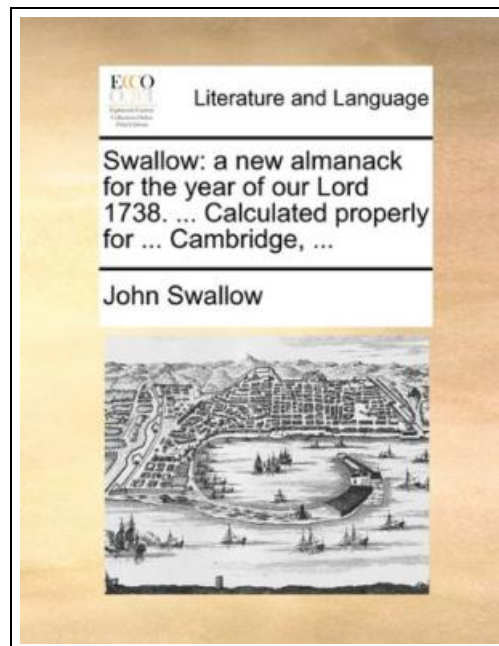 ECCO
Literature and Language
Swallow: a new almanack
for the year of our Lord
1738. ... Calculated properly
for ... Cambridge, ...
John Swallow